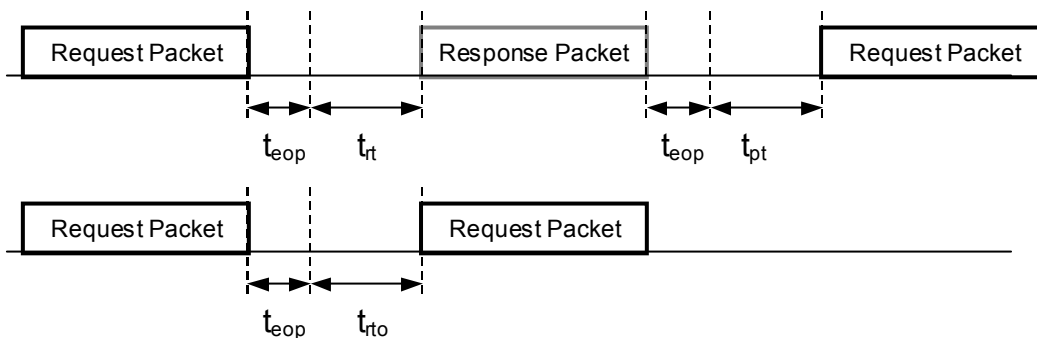 Request Packet Response Packet Request Packet
teop trt teop tpt
Request Packet Request Packet
teop trto